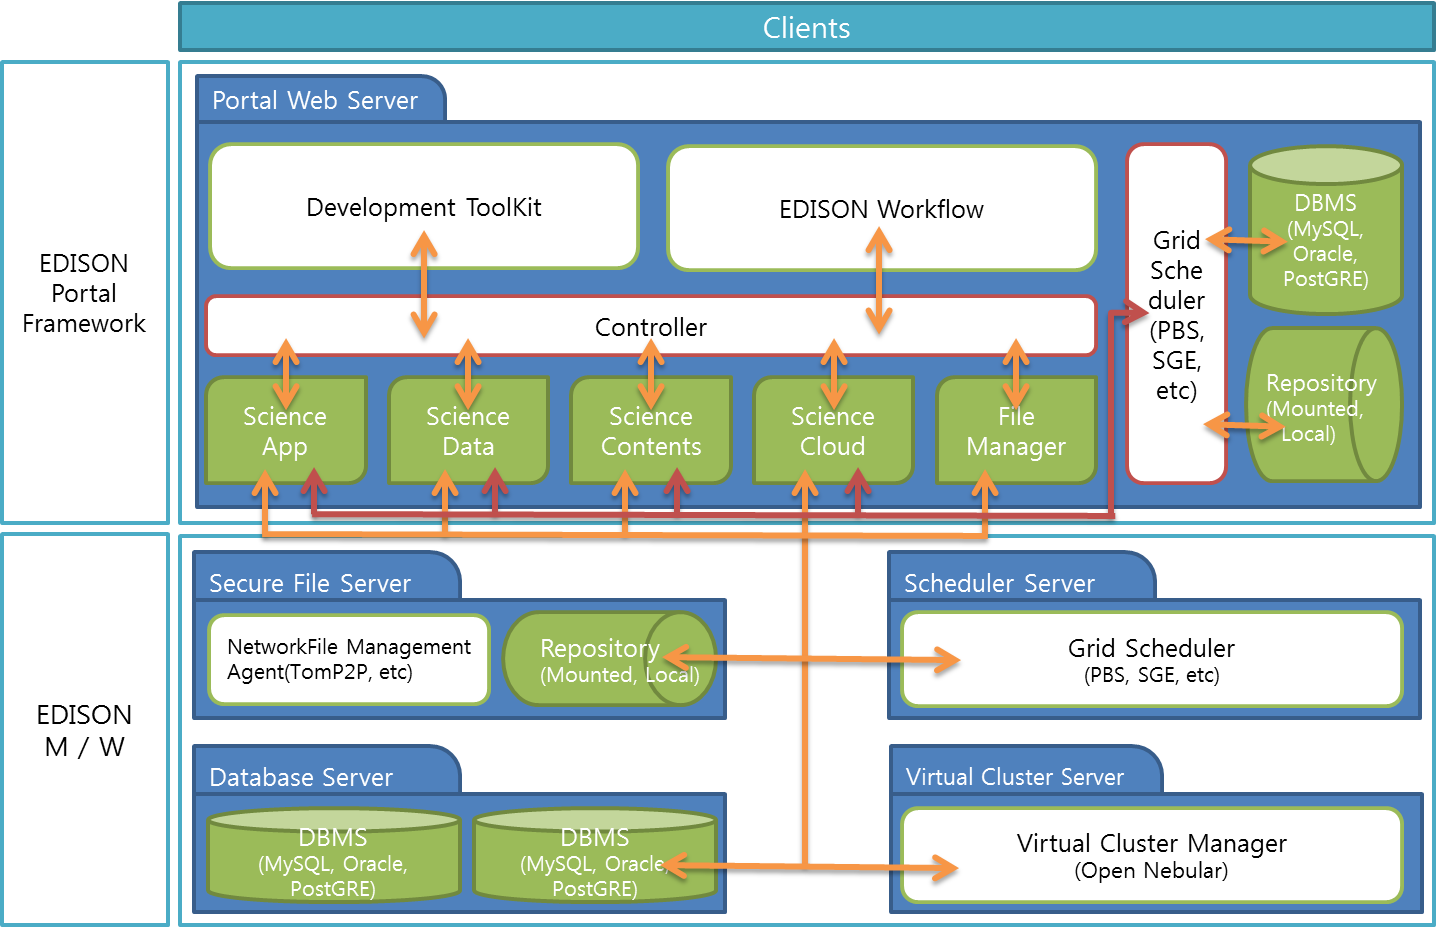 Clients
EDISON
Portal
Framework
Portal Web Server
Development ToolKit
EDISON Workflow
Controller
Science
App
Science
Data
Science
Contents
Science
Cloud
File
Manager
Grid
Sche
duler
(PBS,
SGE,
etc)
DBMS
(MySQL,
Oracle,
PostGRE)
Repository
(Mounted,
Local)
EDISON
M / W
Secure File Server
NetworkFile Management
Agent(TomP2P, etc)
Repository
(Mounted, Local)
Scheduler Server
Grid Scheduler
(PBS, SGE, etc)
Database Server
DBMS
(MySQL, Oracle,
PostGRE)
DBMS
(MySQL, Oracle,
PostGRE)
Virtual Cluster Server
Virtual Cluster Manager
(Open Nebular)